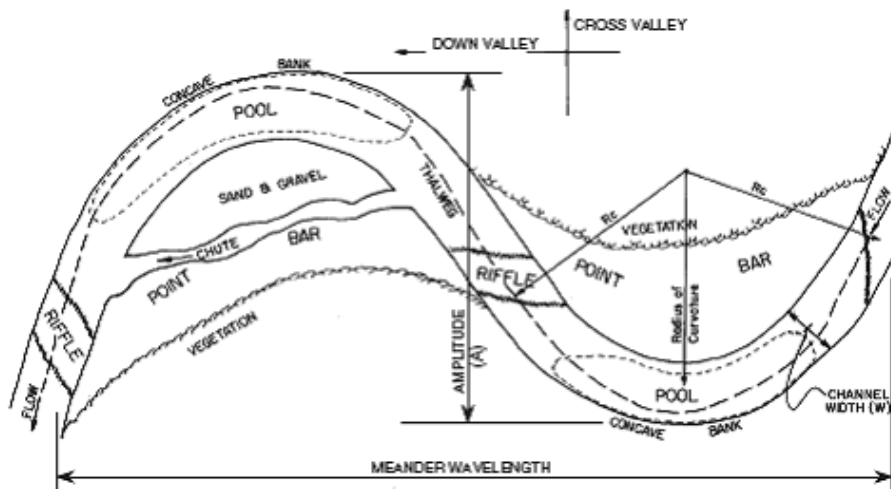 CROSS VALLEY
DOWN VALLEY
CONCAVE BANK
POOL
SAND & GRAVEL
THALWEG
Rc
Rc
FLOW
VEGETATION
CHUTE
BAR
POINT
POINT
BAR
RIFFLE
RIFFLE
VEGETATION
AMPLITUDE
(A)
Radius of
Curvature
POOL
FLOW
CHANNEL
WIDTH (W)
CONCAVE BANK
MEANDER WAVELENGTH